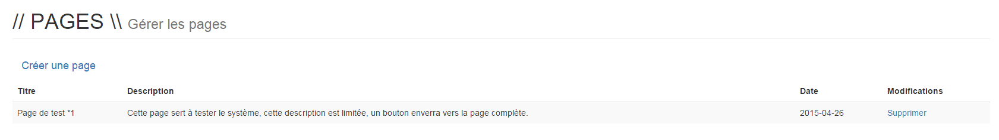 // PAGES \\ Gérer les pages
Créer une page
Titre Description Date Modifications
Page de test *1 Cette page sert à tester le système, cette description est limitée, un bouton enverra vers la page complète. 2015-04-26 Supprimer